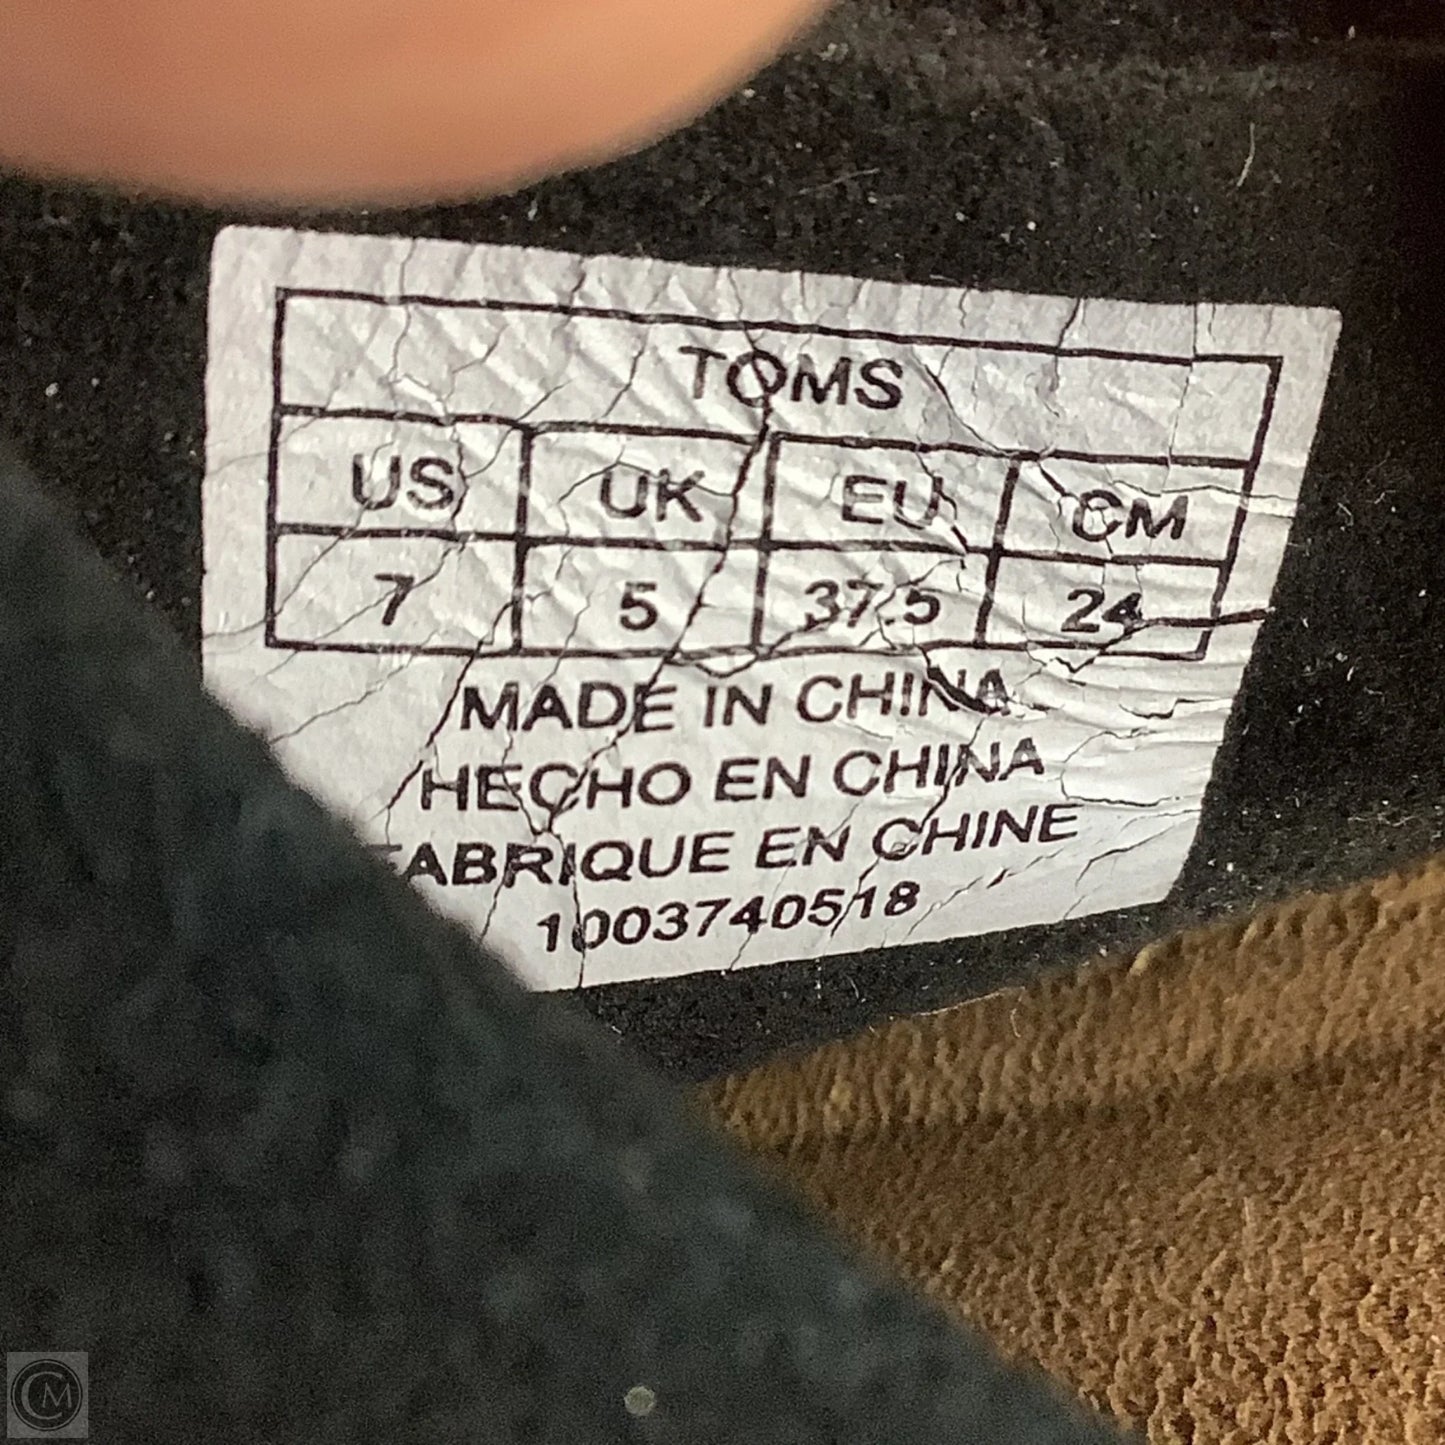 TOMS
US UK EU CM
7 5 37.5 24
MADE IN CHINA
HECHO EN CHINA
FABRIQUE EN CHINE
1003740518
CM